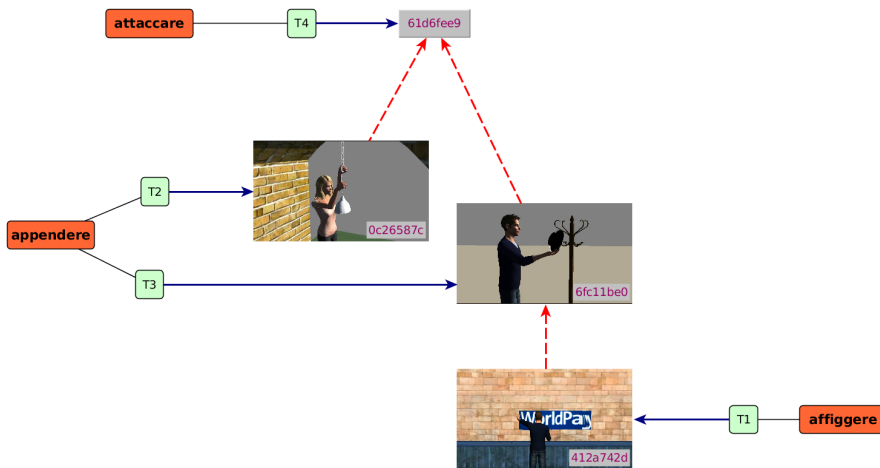 attaccare T4 61d6fee9
T2
0c26587c
appendere
T3
6fc11be0
WorldPay
T1 affiggere
412a742d